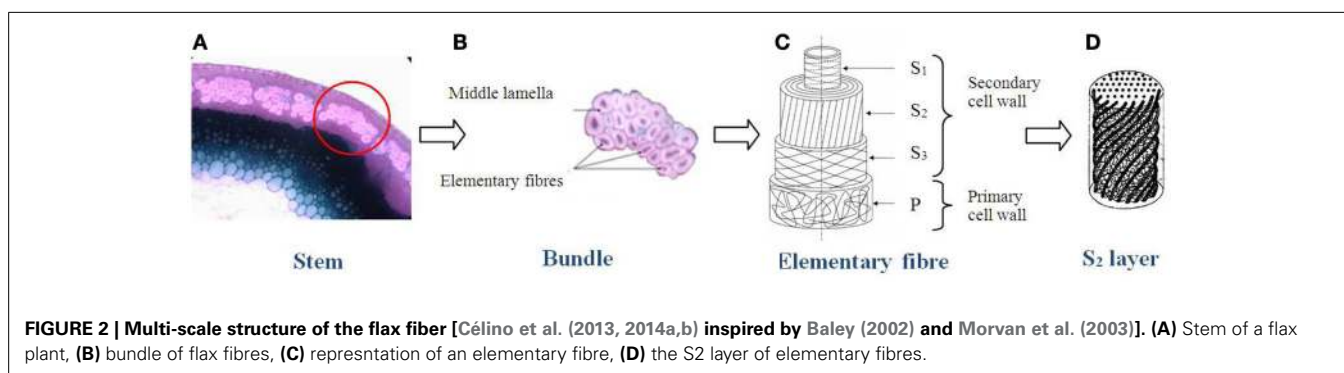 A
B
C
D
Middle lamella
Elementary fibres
S1
S2
S3
P
Secondary
cell wall
Primary
cell wall
Stem
Bundle
Elementary fibre
S2 layer
FIGURE 2 | Multi-scale structure of the flax fiber [Célino et al. (2013, 2014a,b) inspired by Baley (2002) and Morvan et al. (2003)]. (A) Stem of a flax
plant, (B) bundle of flax fibres, (C) represntation of an elementary fibre, (D) the S2 layer of elementary fibres.